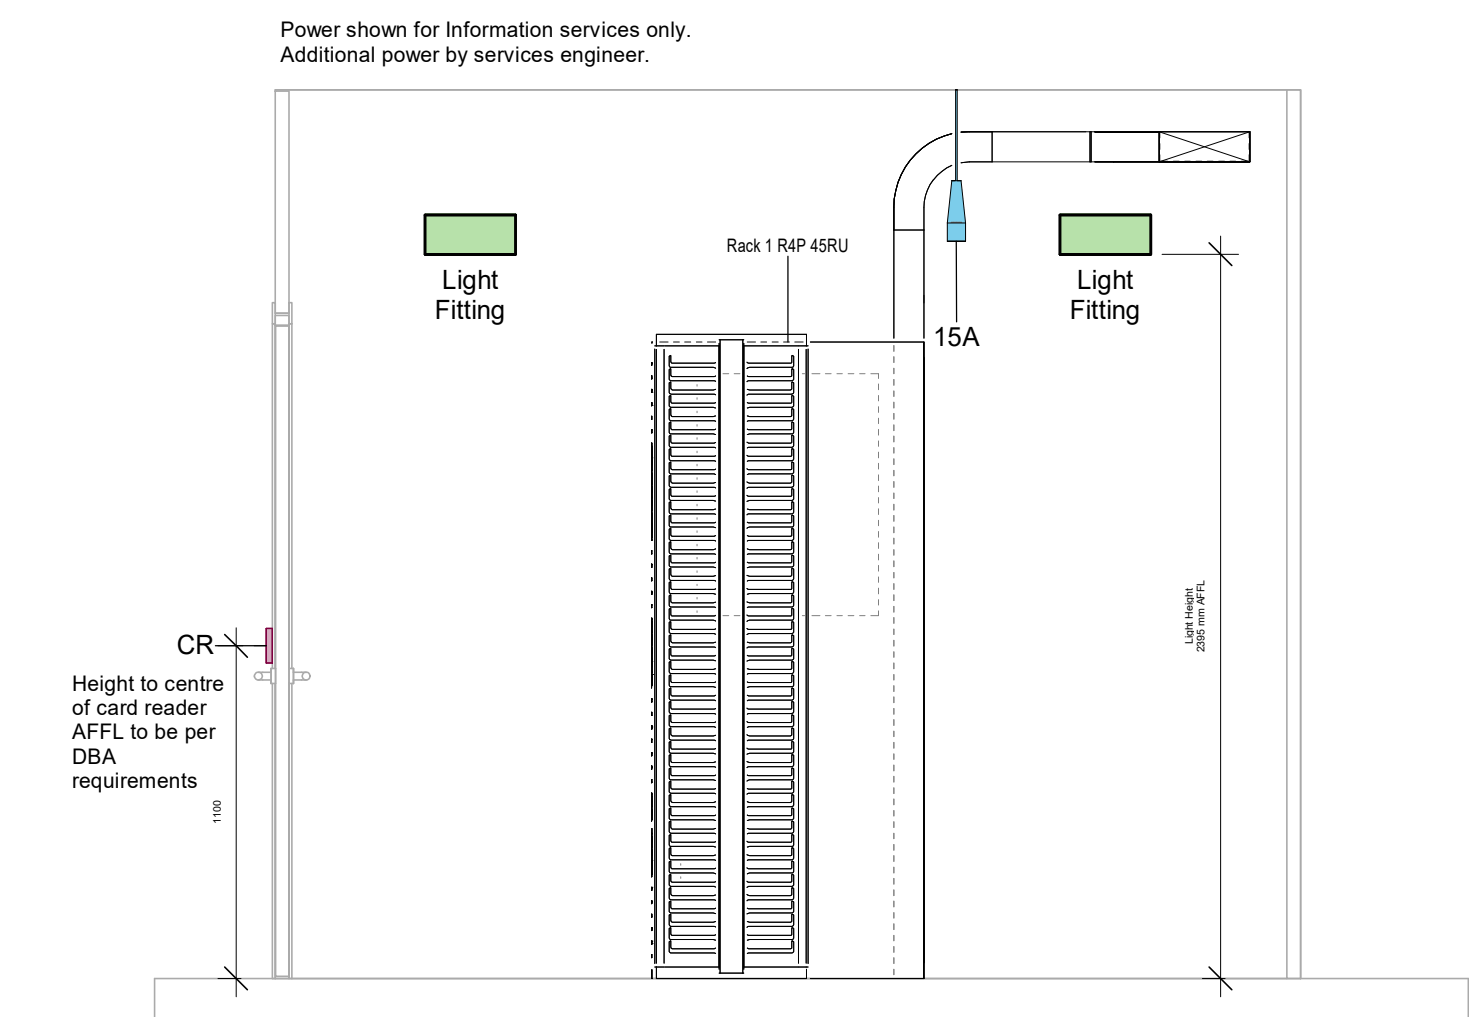 Power shown for Information services only.
Additional power by services engineer.
Rack 1 R4P 45RU
Light
Fitting
Light
Fitting
15A
Light Height
2395 mm AFFL
CR
Height to centre
of card reader
AFFL to be per
DBA
requirements
1100